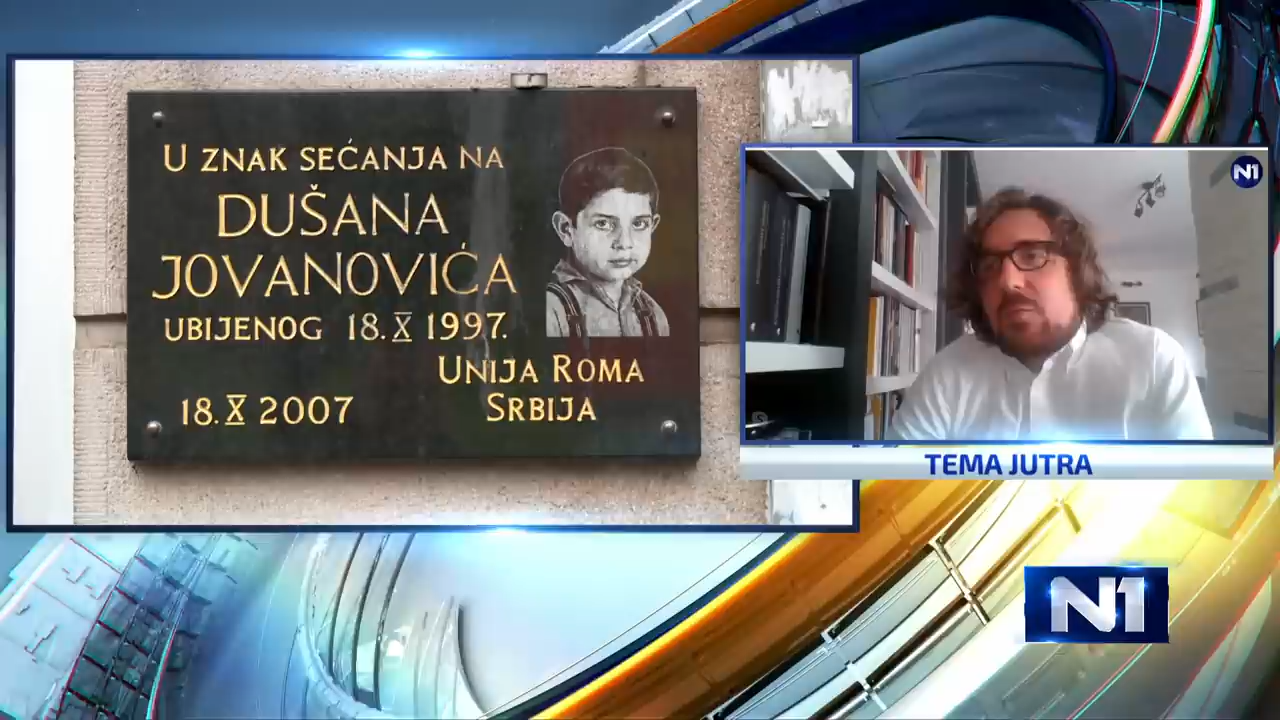 U ZNAK SEĆANJA NA
DUŠANA
JOVANOVIĆA
UBIJENOG 18.X 1997.
UNIJA ROMA
SRBIJA
18.X 2007
N1
TEMA JUTRA
N1